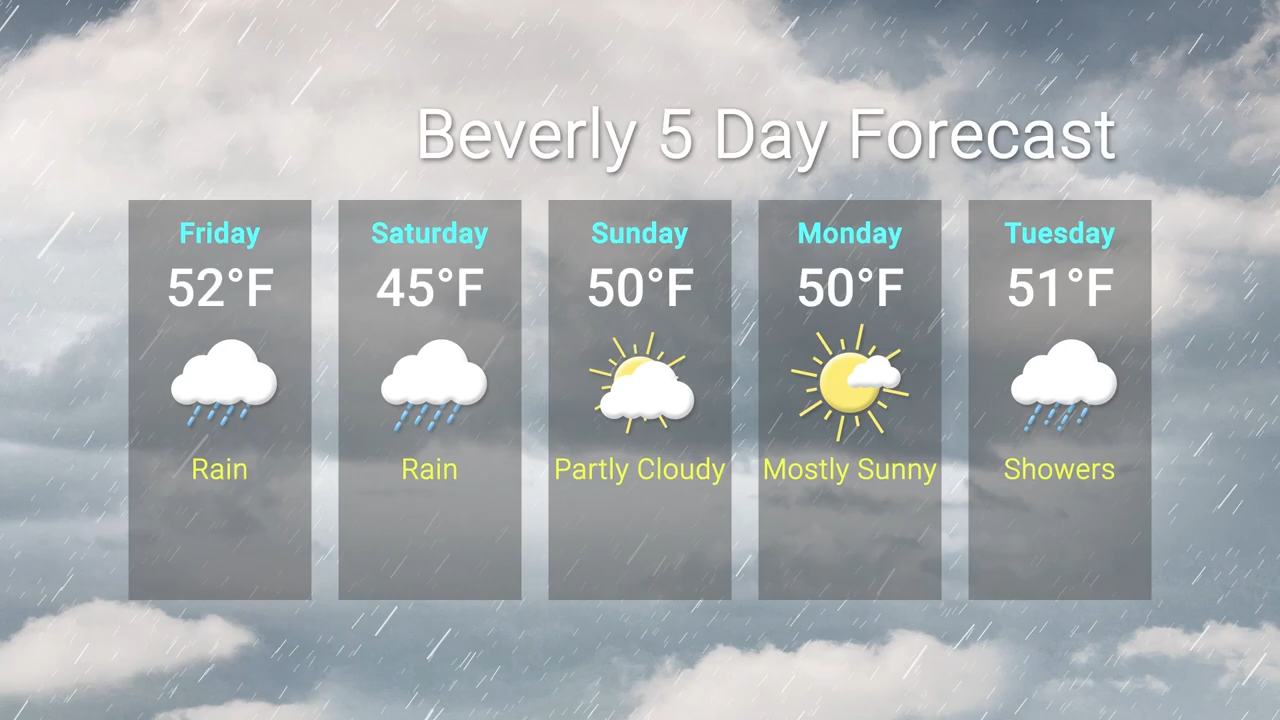 Beverly 5 Day Forecast
Friday
52°F
Rain
Saturday
45°F
Rain
Sunday
50°F
Partly Cloudy
Monday
50°F
Mostly Sunny
Tuesday
51°F
Showers